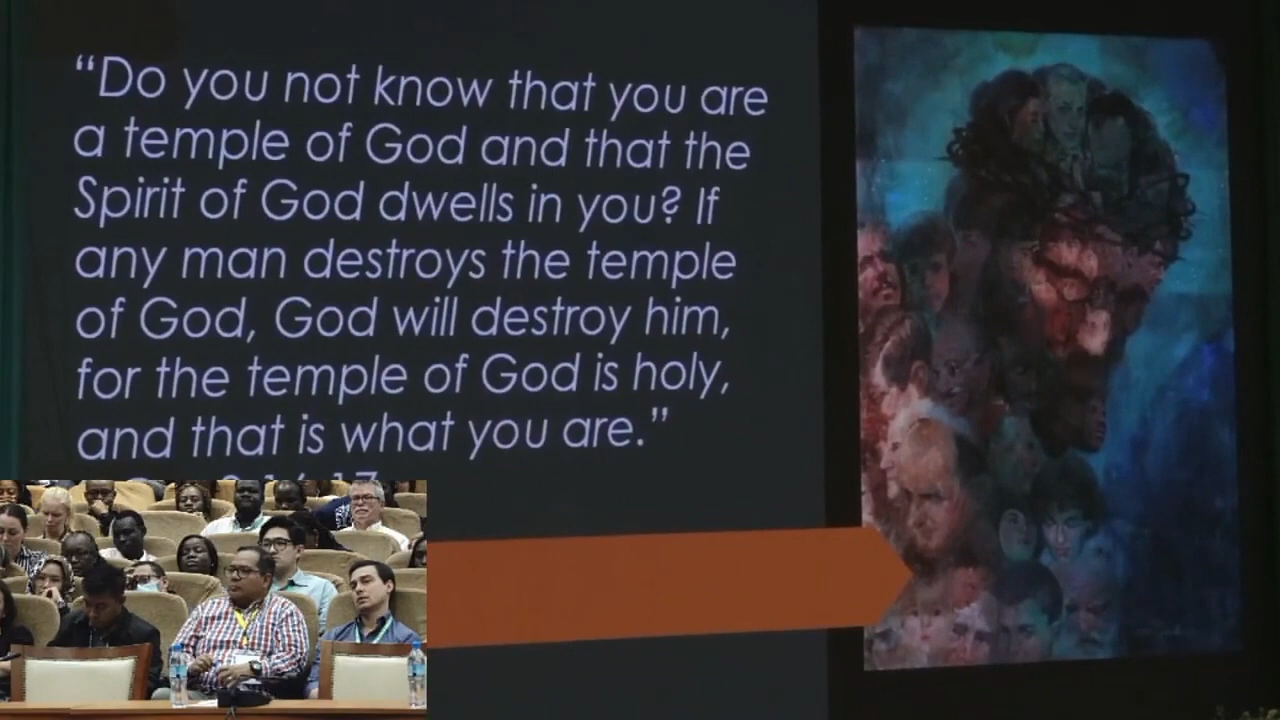 “Do you not know that you are
a temple of God and that the
Spirit of God dwells in you? If
any man destroys the temple
of God, God will destroy him,
for the temple of God is holy,
and that is what you are.”